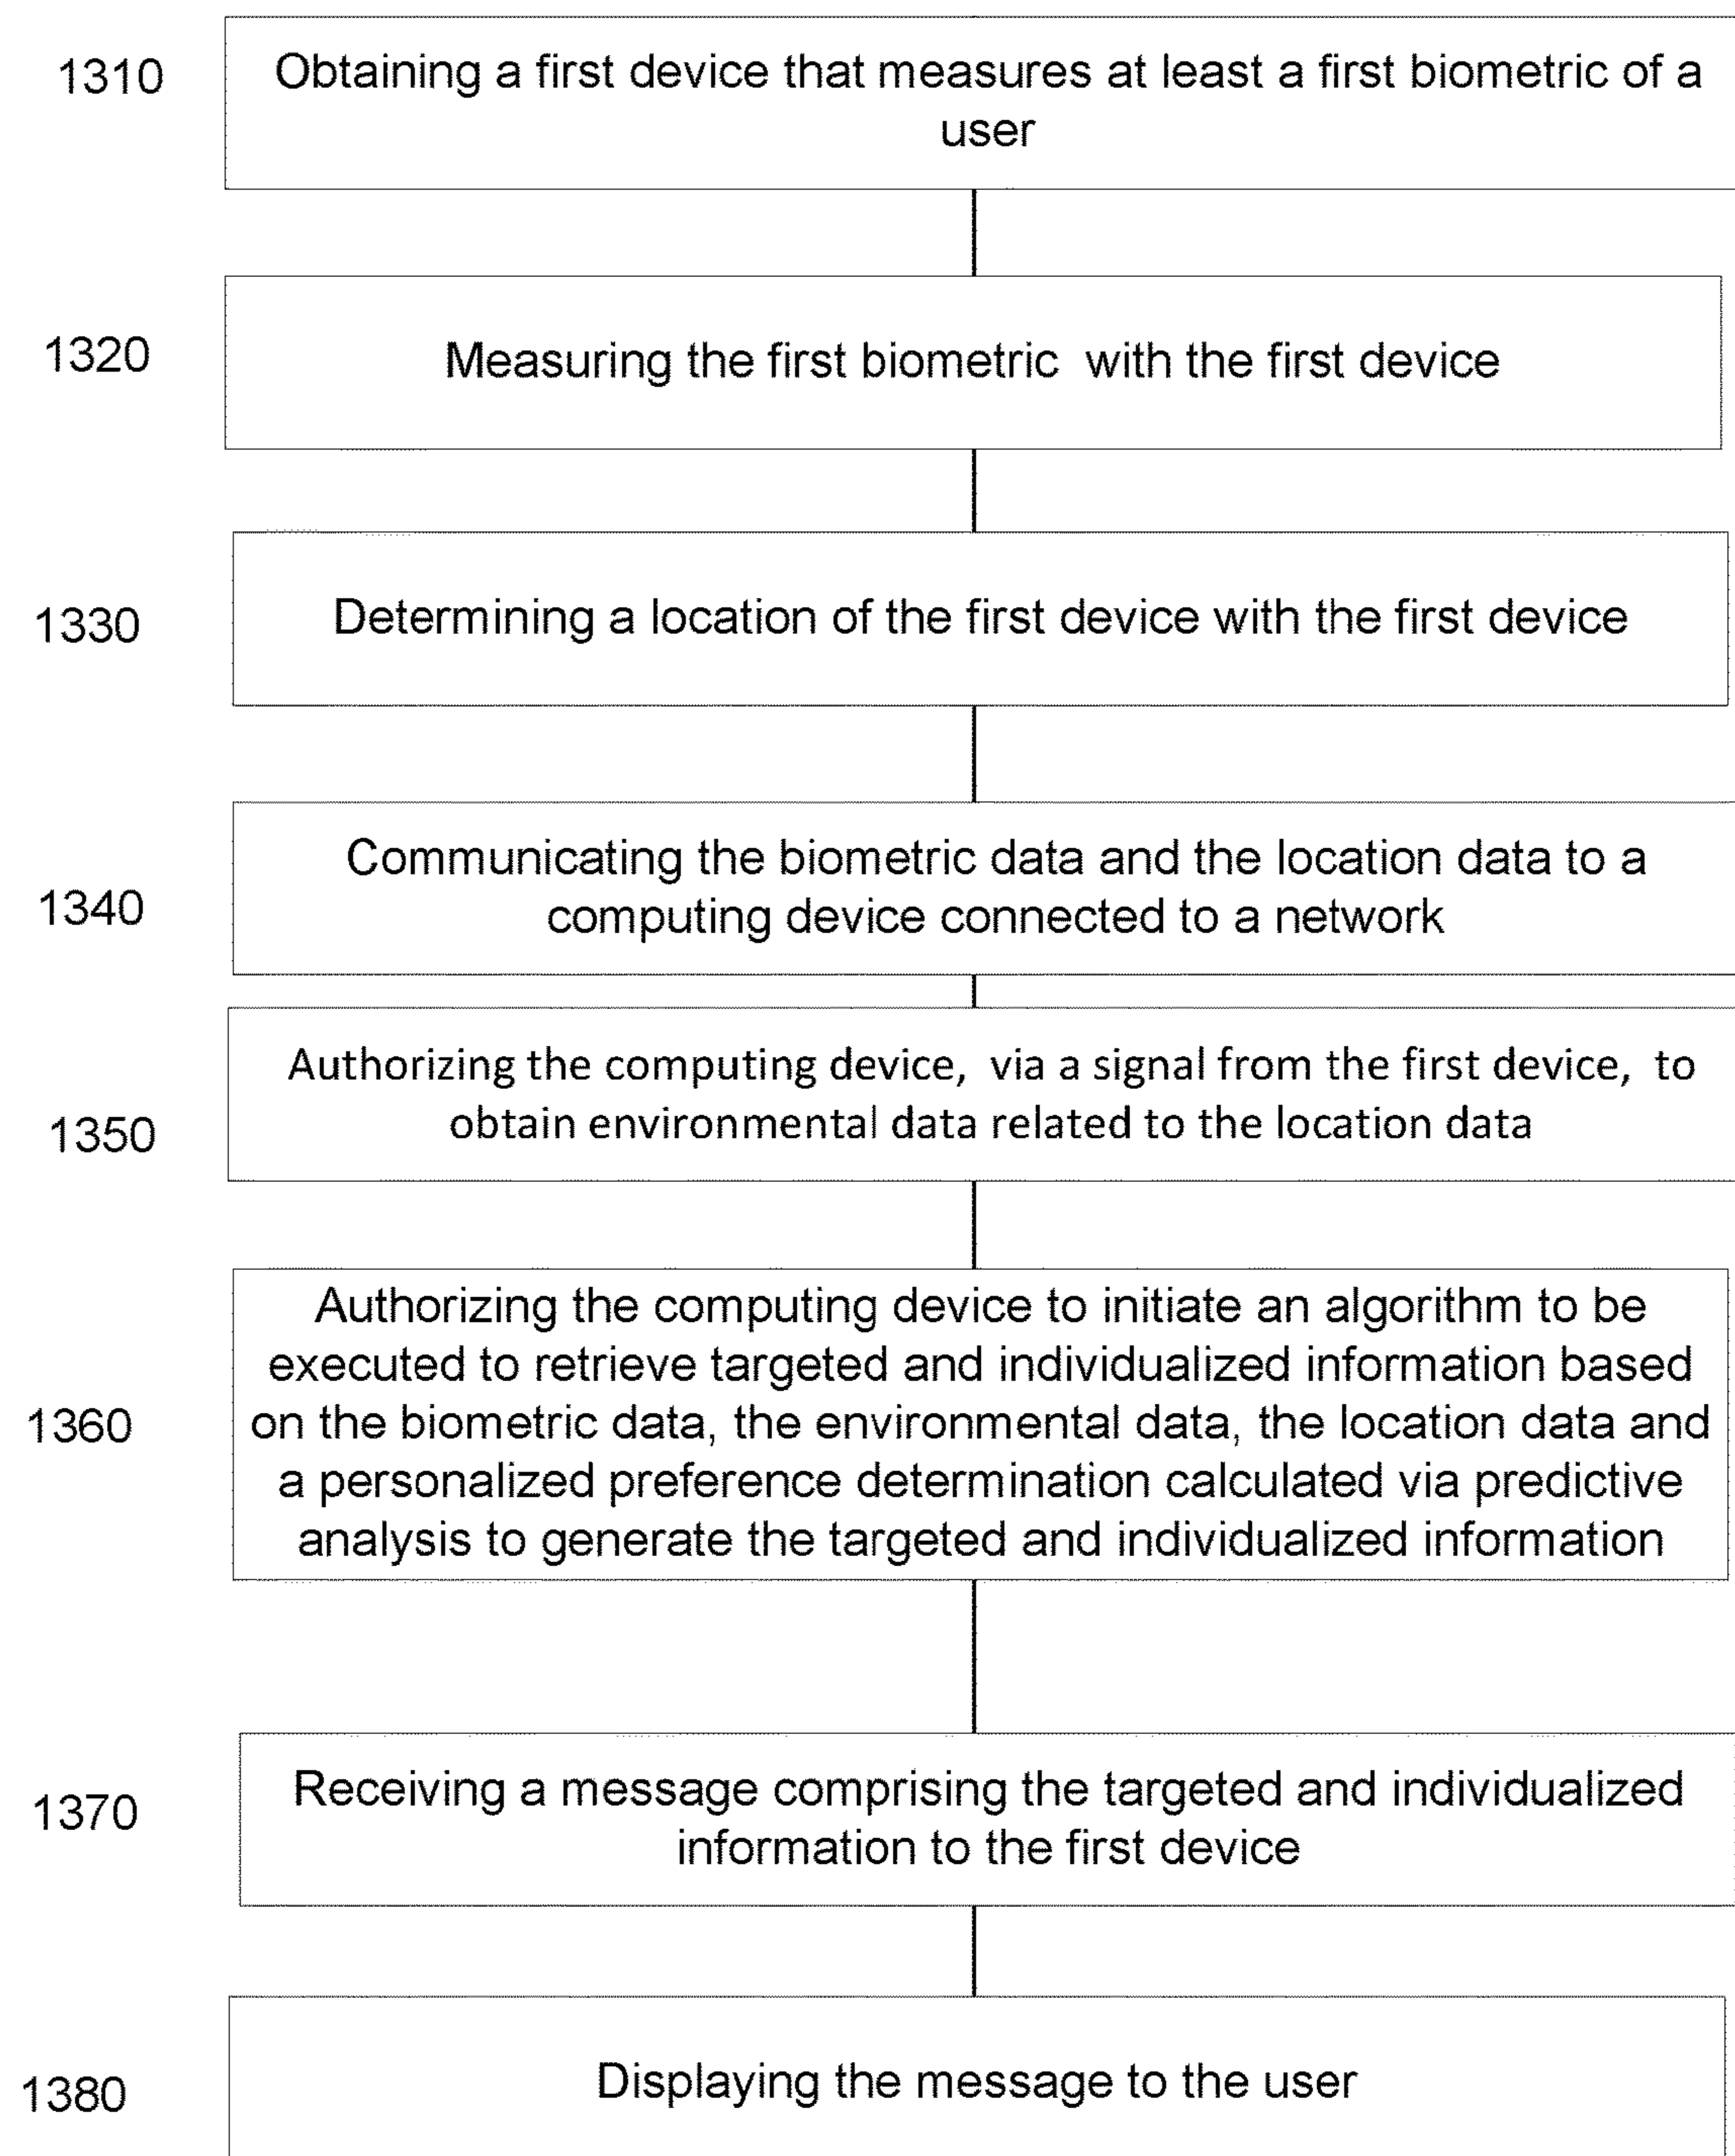 1310
Obtaining a first device that measures at least a first biometric of a
user
1320
Measuring the first biometric with the first device
1330
Determining a location of the first device with the first device
1340
Communicating the biometric data and the location data to a
computing device connected to a network
1350
Authorizing the computing device, via a signal from the first device, to
obtain environmental data related to the location data
1360
Authorizing the computing device to initiate an algorithm to be
executed to retrieve targeted and individualized information based
on the biometric data, the environmental data, the location data and
a personalized preference determination calculated via predictive
analysis to generate the targeted and individualized information
1370
Receiving a message comprising the targeted and individualized
information to the first device
1380
Displaying the message to the user